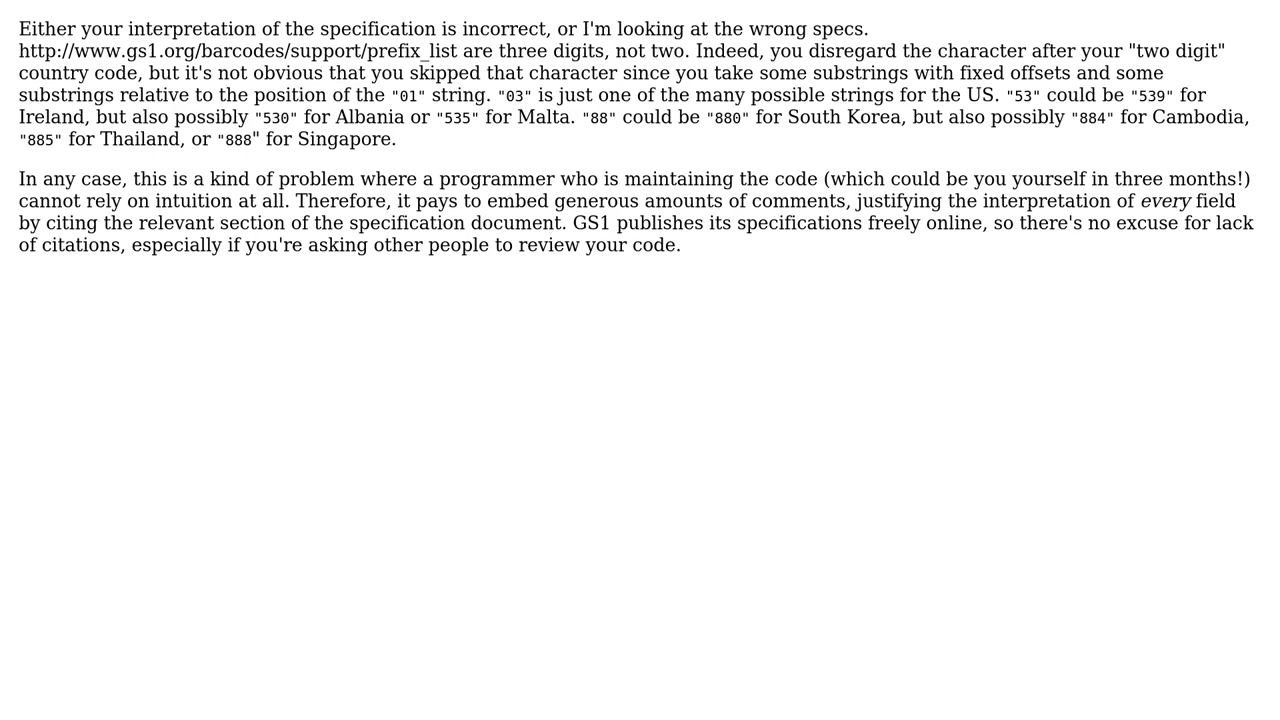 Either your interpretation of the specification is incorrect, or I'm looking at the wrong specs.
http://www.gs1.org/barcodes/support/prefix_list are three digits, not two. Indeed, you disregard the character after your "two digit"
country code, but it's not obvious that you skipped that character since you take some substrings with fixed offsets and some
substrings relative to the position of the "01" string. "03" is just one of the many possible strings for the US. "53" could be "539" for
Ireland, but also possibly "530" for Albania or "535" for Malta. "88" could be "880" for South Korea, but also possibly "884" for Cambodia,
"885" for Thailand, or "888" for Singapore.
In any case, this is a kind of problem where a programmer who is maintaining the code (which could be you yourself in three months!)
cannot rely on intuition at all. Therefore, it pays to embed generous amounts of comments, justifying the interpretation of every field
by citing the relevant section of the specification document. GS1 publishes its specifications freely online, so there's no excuse for lack
of citations, especially if you're asking other people to review your code.